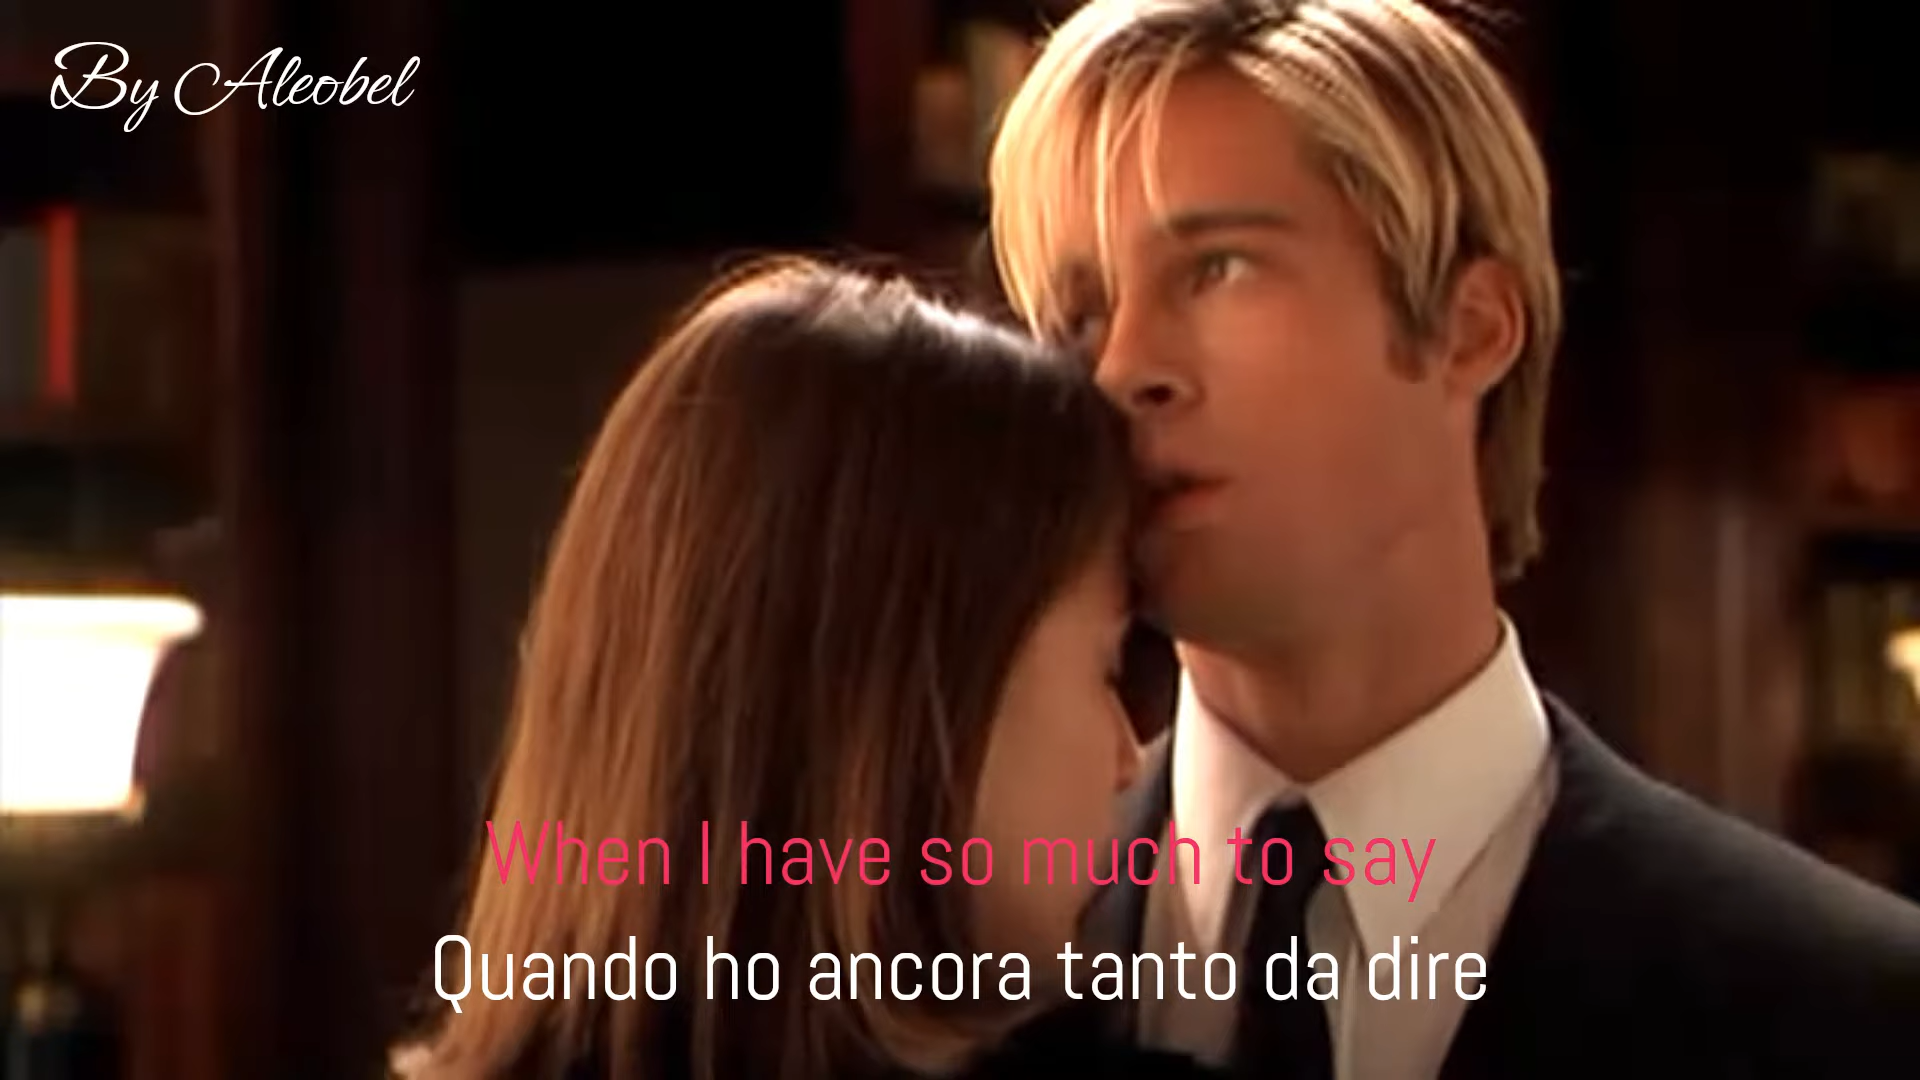 By Aleobel
When I have so much to say
Quando ho ancora tanto da dire